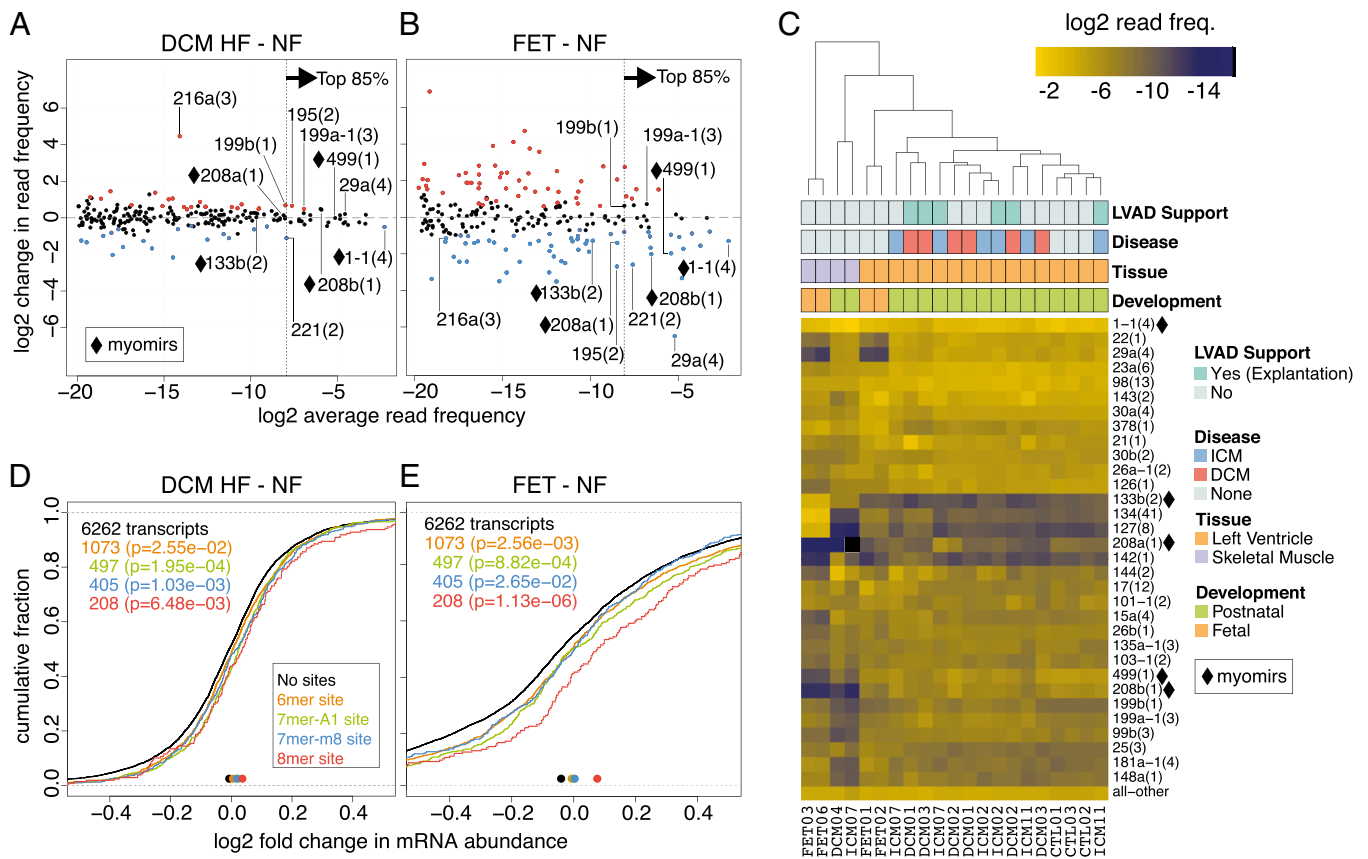 A
DCM HF - NF
Top 85%
216a(3)
195(2)
199b(1)
199a-1(3)
499(1)
208a(1)
29a(4)
133b(2)
1-1(4)
208b(1)
221(2)
myomirs
log2 change in read frequency
6
4
2
0
−2
−4
−6
−20
−15
−10
−5
B
FET - NF
Top 85%
199b(1)
199a-1(3)
499(1)
1-1(4)
133b(2)
208b(1)
216a(3)
208a(1)
221(2)
195(2)
29a(4)
−20
−15
−10
−5
log2 average read frequency
C
log2 read freq.
-2
-6
-10
-14
LVAD Support
Disease
Tissue
Development
1-1(4)
22(1)
29a(4)
23a(6)
98(13)
143(2)
30a(4)
378(1)
21(1)
30b(2)
26a-1(2)
126(1)
133b(2)
134(41)
127(8)
208a(1)
142(1)
144(2)
17(12)
101-1(2)
15a(4)
26b(1)
135a-1(3)
103-1(2)
499(1)
208b(1)
199b(1)
199a-1(3)
99b(3)
25(3)
181a-1(4)
148a(1)
all-other
FET03
FET06
DCM04
ICM07
FET01
FET02
ICM07
DCM01
DCM03
ICM07
DCM02
DCM01
ICM02
ICM02
DCM02
ICM11
DCM03
CTL01
CTL03
CTL02
ICM11
LVAD Support
Yes (Explantation)
No
Disease
ICM
DCM
None
Tissue
Left Ventricle
Skeletal Muscle
Development
Postnatal
Fetal
myomirs
D
DCM HF - NF
6262 transcripts
1073 (p=2.55e−02)
497 (p=1.95e−04)
405 (p=1.03e−03)
208 (p=6.48e−03)
No sites
6mer site
7mer-A1 site
7mer-m8 site
8mer site
cumulative fraction
1.0
0.8
0.6
0.4
0.2
0.0
−0.4
−0.2
0.0
0.2
0.4
E
FET - NF
6262 transcripts
1073 (p=2.56e−03)
497 (p=8.82e−04)
405 (p=2.65e−02)
208 (p=1.13e−06)
−0.4
−0.2
0.0
0.2
0.4
log2 fold change in mRNA abundance